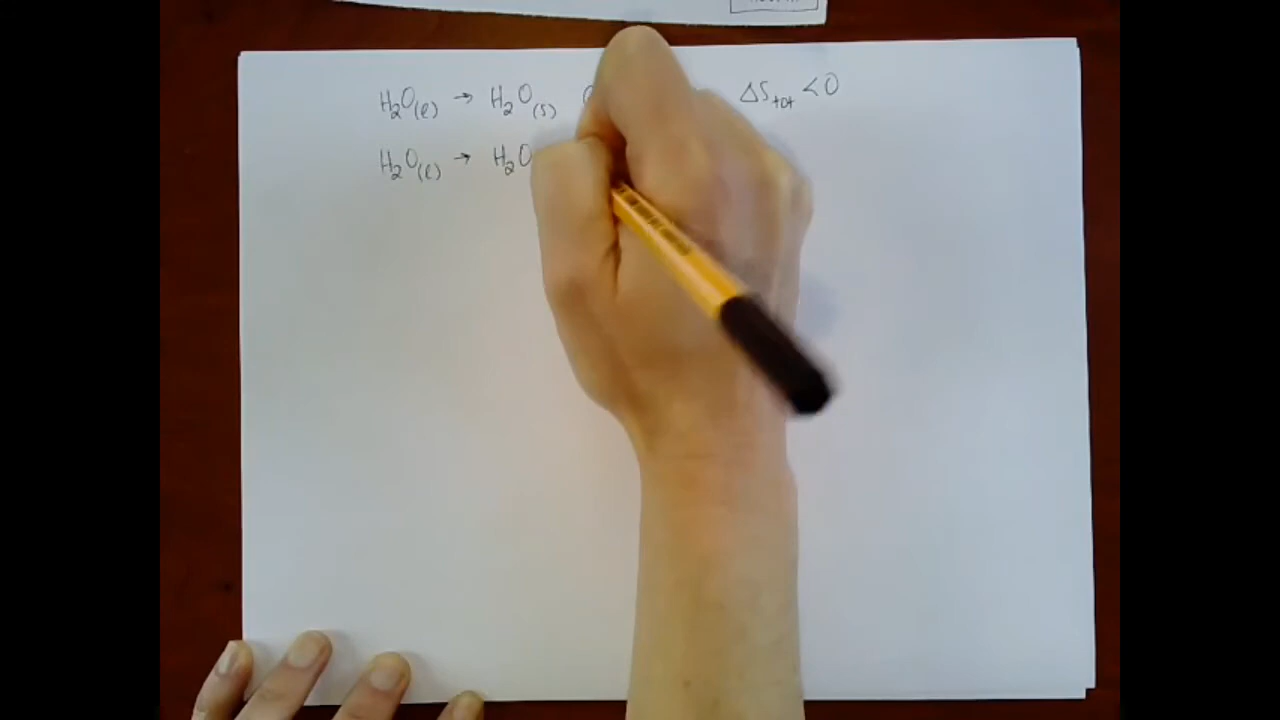 H₂O(l) → H₂O(s) ΔStot <0
H₂O(l) → H₂O